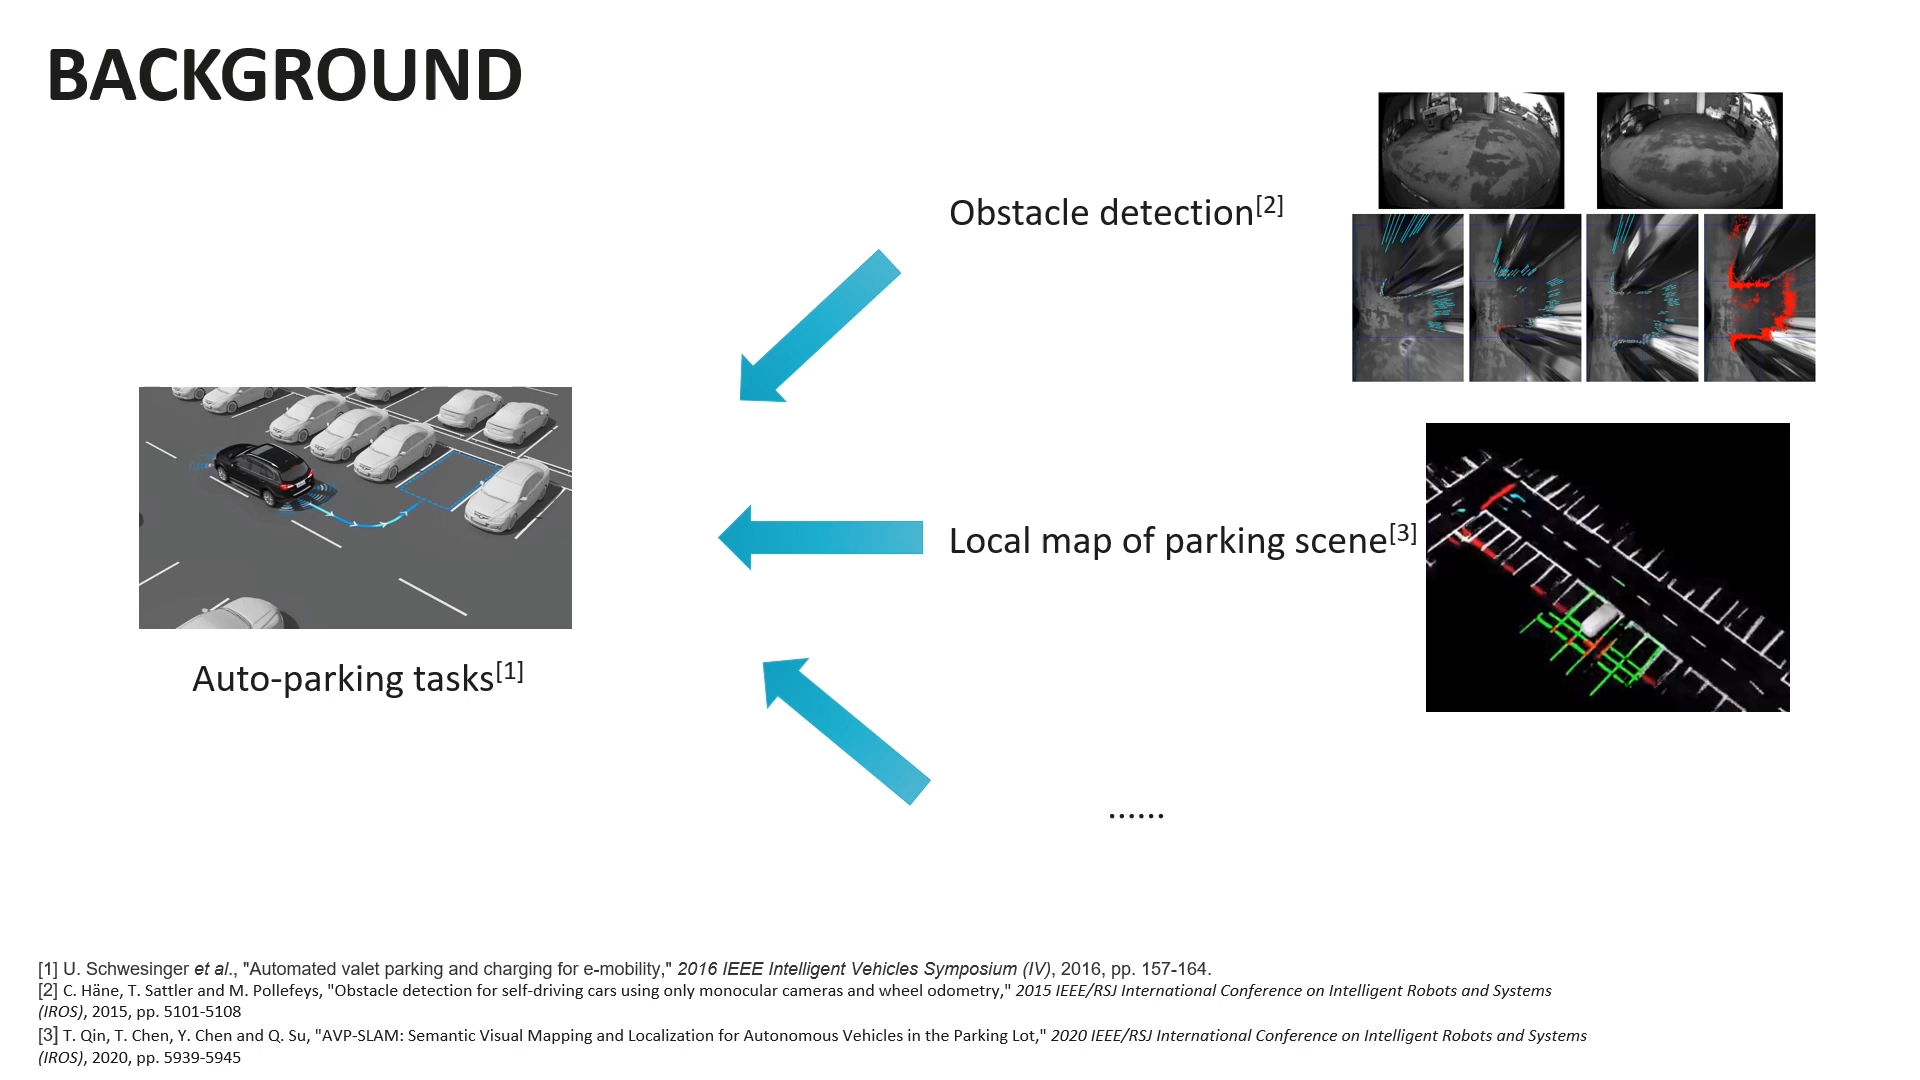 BACKGROUND
Obstacle detection[2]
Local map of parking scene[3]
Auto-parking tasks[1]
......
[1] U. Schwesinger et al., "Automated valet parking and charging for e-mobility," 2016 IEEE Intelligent Vehicles Symposium (IV), 2016, pp. 157-164.
[2] C. Häne, T. Sattler and M. Pollefeys, "Obstacle detection for self-driving cars using only monocular cameras and wheel odometry," 2015 IEEE/RSJ International Conference on Intelligent Robots and Systems
(IROS), 2015, pp. 5101-5108
[3] T. Qin, T. Chen, Y. Chen and Q. Su, "AVP-SLAM: Semantic Visual Mapping and Localization for Autonomous Vehicles in the Parking Lot," 2020 IEEE/RSJ International Conference on Intelligent Robots and Systems
(IROS), 2020, pp. 5939-5945